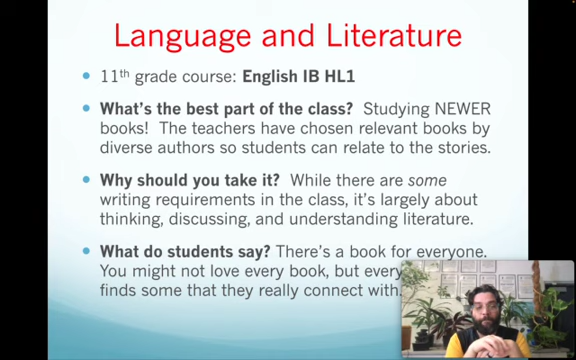 Language and Literature
11th grade course: English IB HL1
What's the best part of the class? Studying NEWER
books! The teachers have chosen relevant books by
diverse authors so students can relate to the stories.
Why should you take it? While there are some
writing requirements in the class, it's largely about
thinking, discussing, and understanding literature.
What do students say? There's a book for everyone.
You might not love every book, but every
finds some that they really connect with.